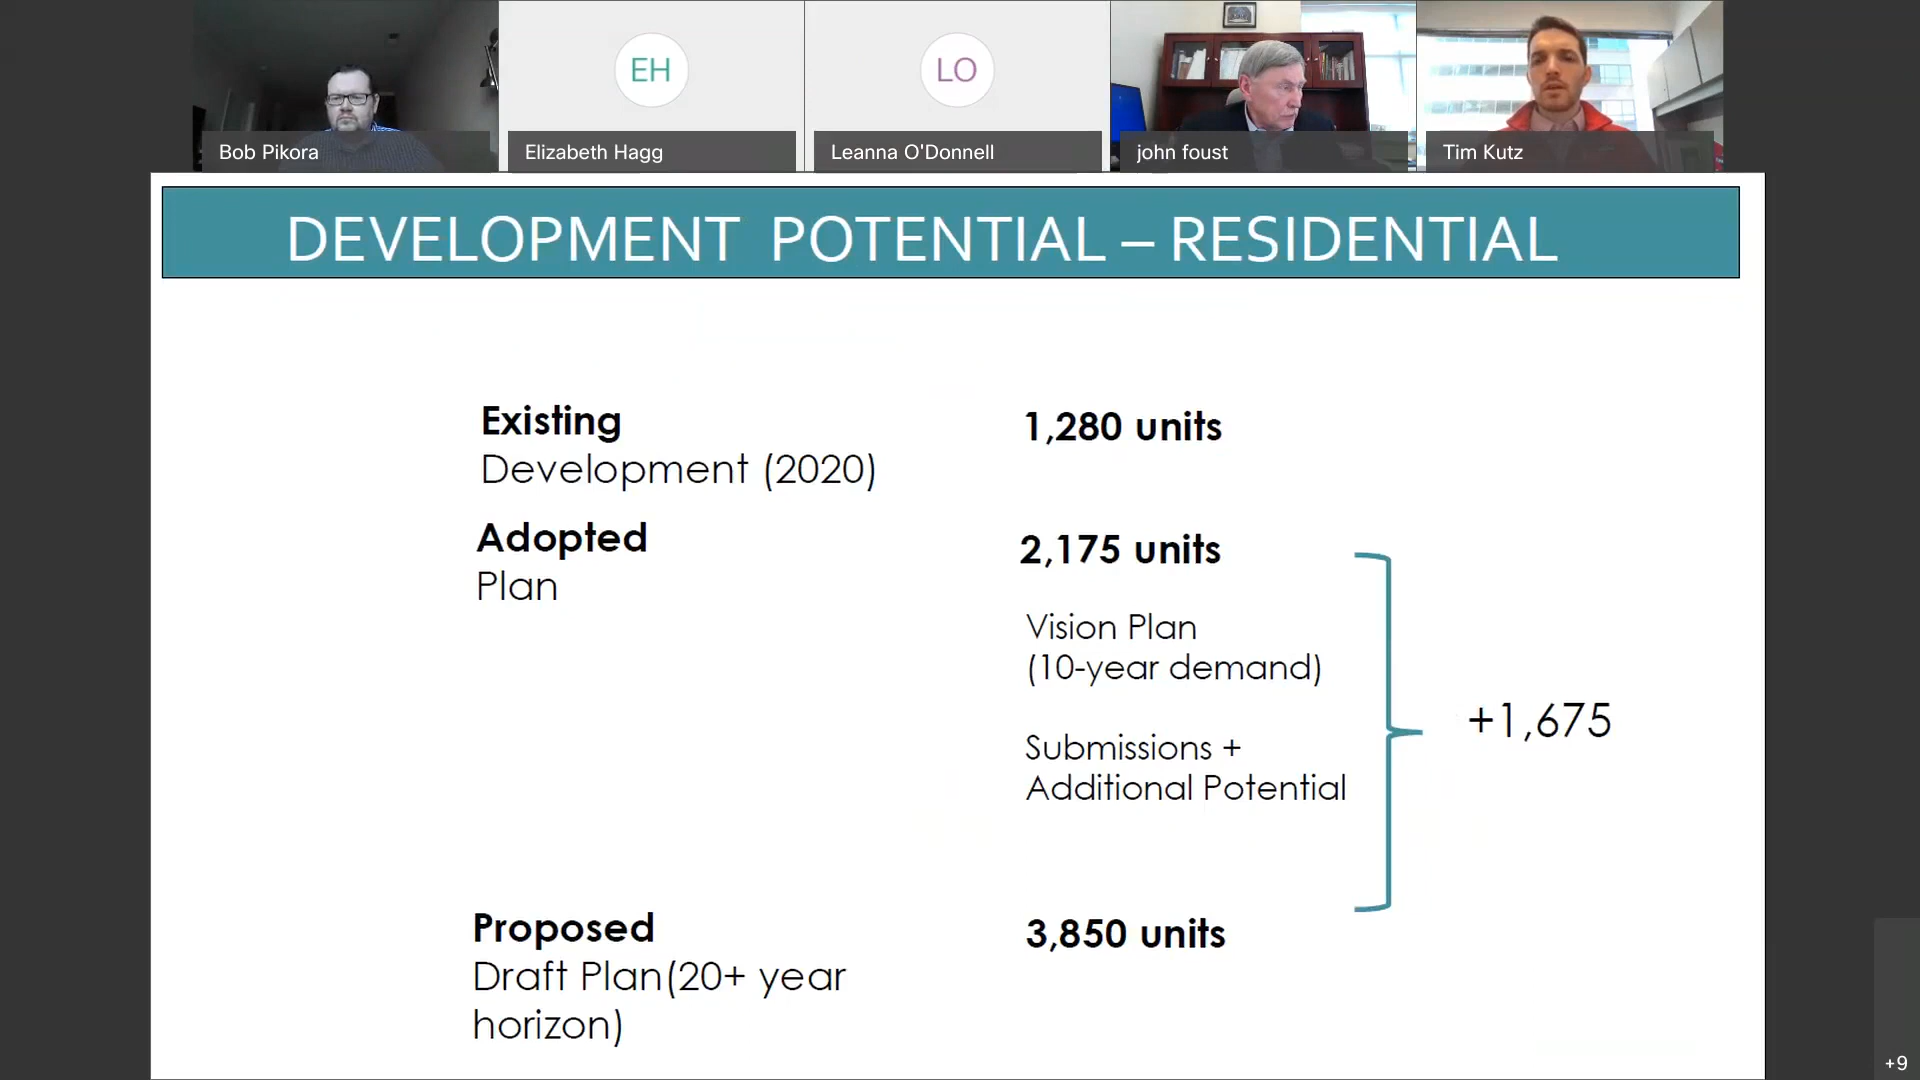 EH
LO
Bob Pikora
Elizabeth Hagg
Leanna O'Donnell
john foust
Tim Kutz
DEVELOPMENT POTENTIAL – RESIDENTIAL
Existing
Development (2020)
1,280 units
Adopted
Plan
2,175 units
Vision Plan
(10-year demand)
Submissions +
Additional Potential
+1,675
Proposed
Draft Plan(20+ year
horizon)
3,850 units
+9